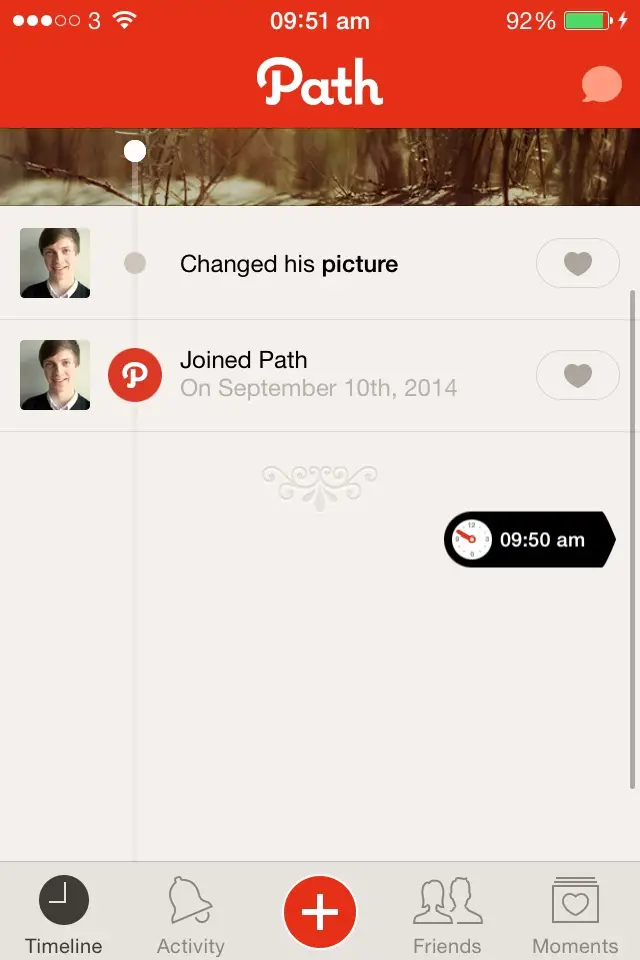 3
09:51 am
92%
Path
Changed his picture
Joined Path
On September 10th, 2014
09:50 am
Timeline
Activity
Friends
Moments